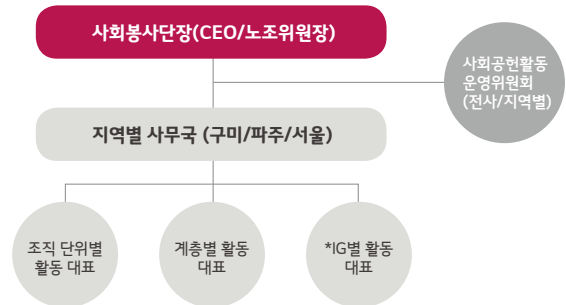 사회봉사단장(CEO/노조위원장)
사회공헌활동
운영위원회
(전사/지역별)
지역별 사무국 (구미/파주/서울)
조직 단위별
활동 대표
계층별 활동
대표
*IG별 활동
대표